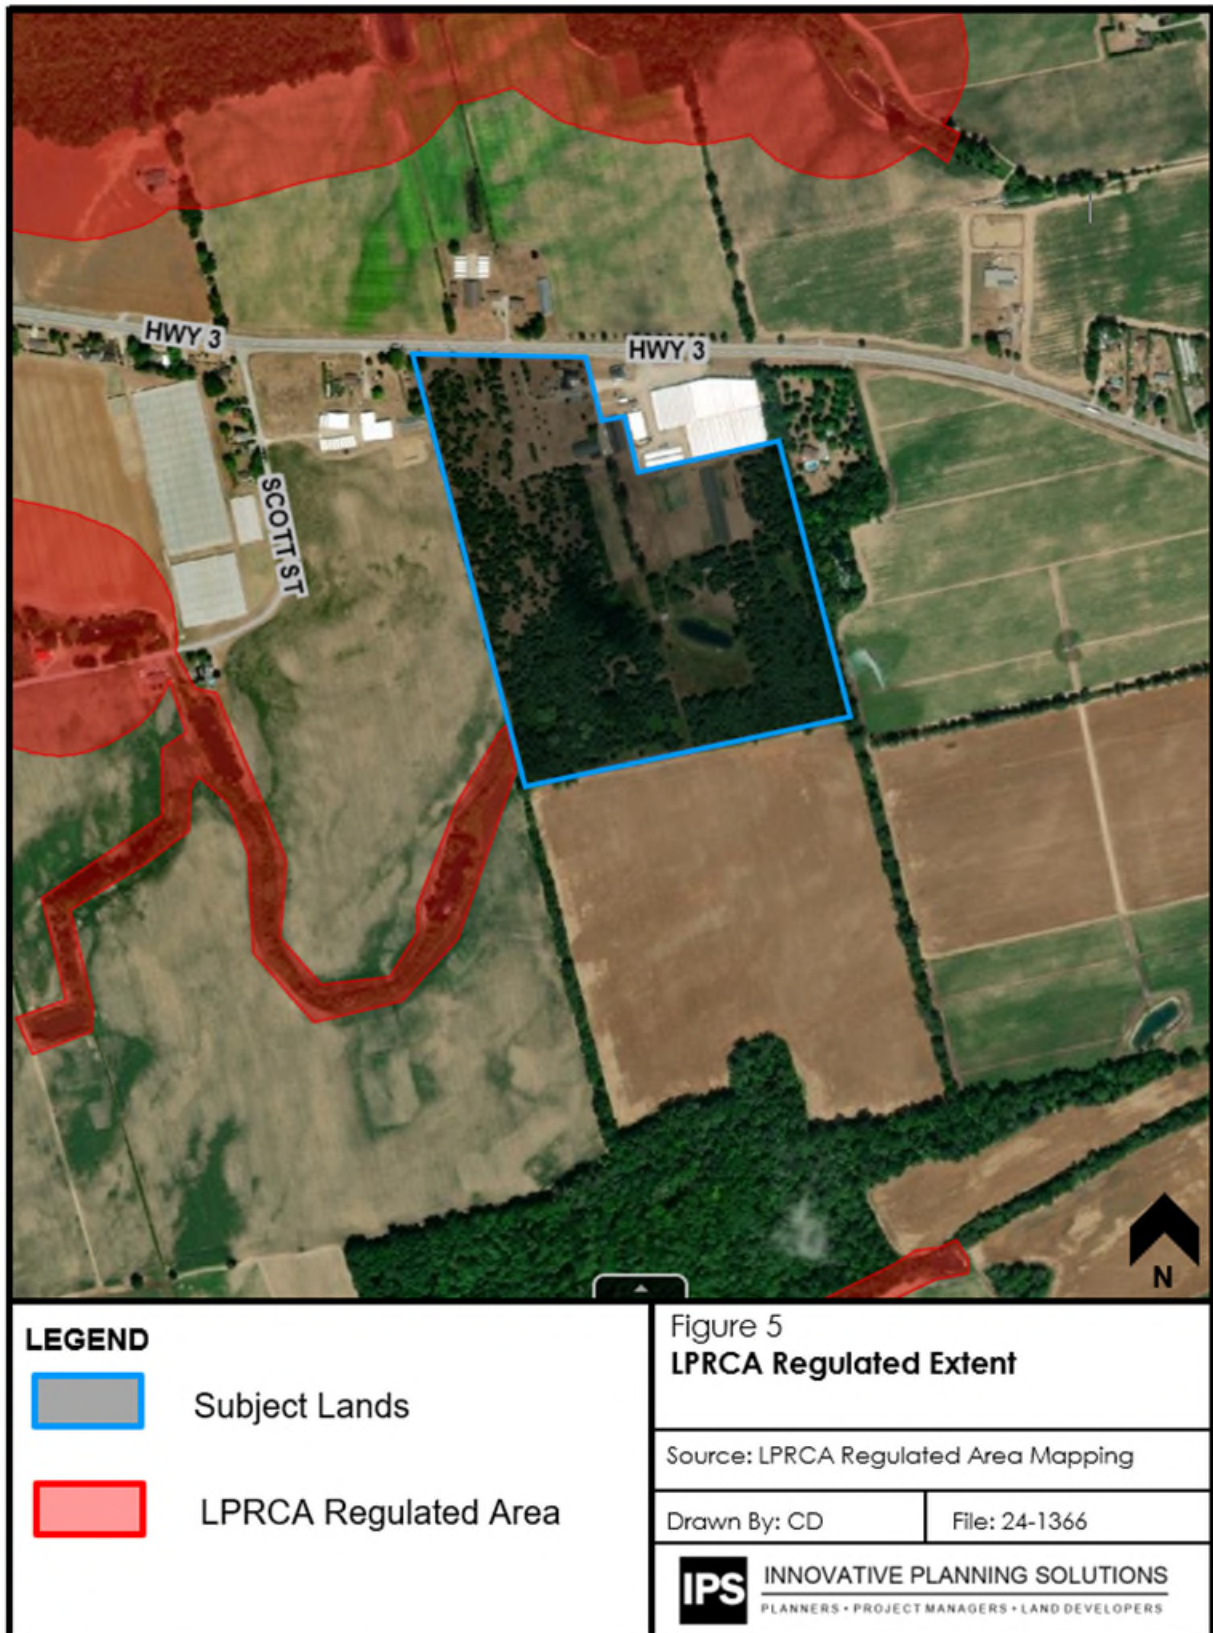 HWY 3
HWY 3
SCOTT ST
N
LEGEND
Subject Lands
LPRCA Regulated Area
Figure 5
LPRCA Regulated Extent
Source: LPRCA Regulated Area Mapping
Drawn By: CD
File: 24-1366
IPS
INNOVATIVE PLANNING SOLUTIONS
PLANNERS • PROJECT MANAGERS • LAND DEVELOPERS